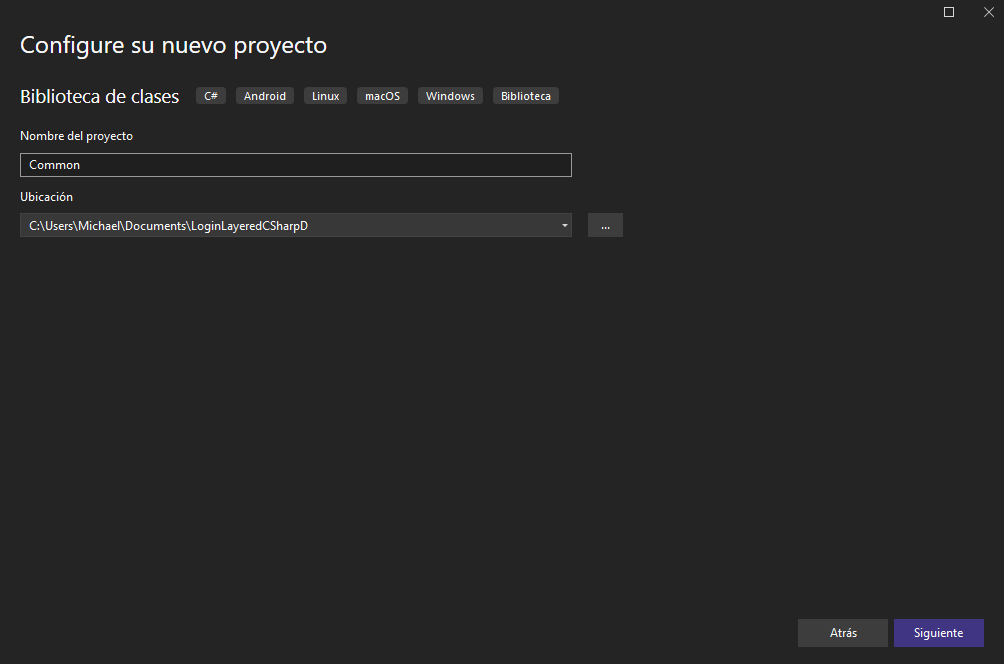 Configure su nuevo proyecto
Biblioteca de clases C# Android Linux macOS Windows Biblioteca
Nombre del proyecto
Common
Ubicación
C:\Users\Michael\Documents\LoginLayeredCSharpD
...
Atrás Siguiente